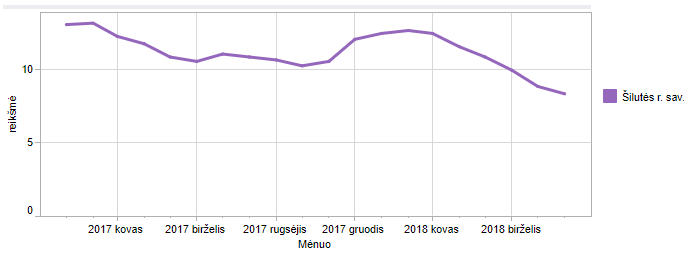 10
5
0
reikšmė
2017 kovas 2017 birželis 2017 rugsėjis 2017 gruodis 2018 kovas 2018 birželis
Mėnuo
Šilutės r. sav.